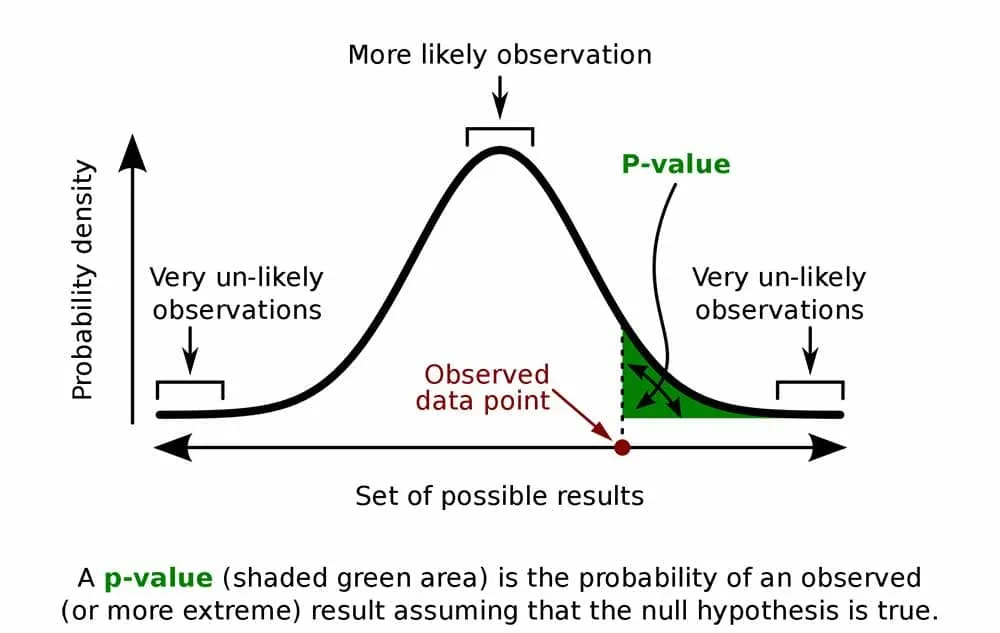 More likely observation
P-value
Very un-likely
observations
Very un-likely
observations
Probability density
Observed
data point
Set of possible results
A p-value (shaded green area) is the probability of an observed
(or more extreme) result assuming that the null hypothesis is true.